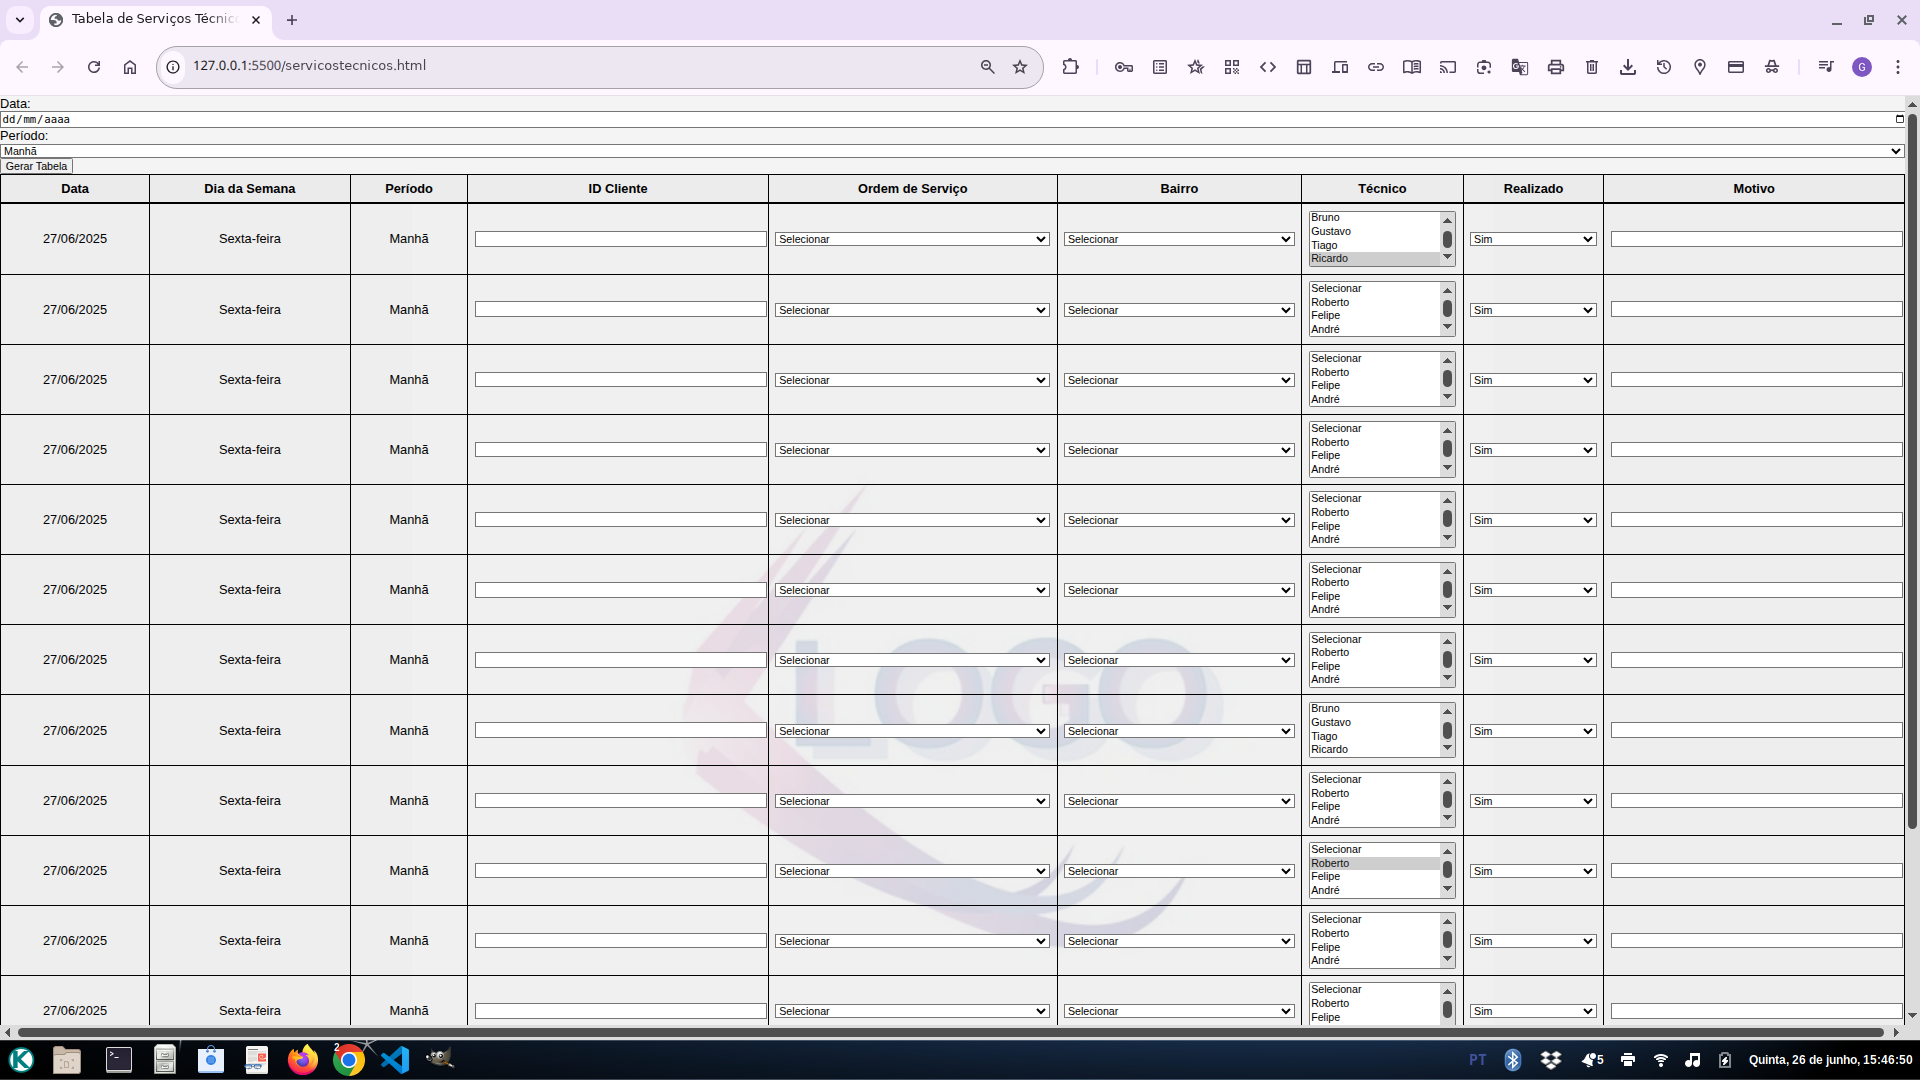 Tabela de Serviços Técnic
127.0.0.1:5500/servicostecnicos.html
G
Data:
dd/mm/aaaa
Período:
Manhã
Gerar Tabela
Data Dia da Semana Período ID Cliente Ordem de Serviço Bairro Técnico Realizado Motivo
27/06/2025 Sexta-feira Manhã Selecionar Selecionar Bruno Gustavo Tiago Ricardo Sim
27/06/2025 Sexta-feira Manhã Selecionar Selecionar Selecionar Roberto Felipe André Sim
27/06/2025 Sexta-feira Manhã Selecionar Selecionar Selecionar Roberto Felipe André Sim
27/06/2025 Sexta-feira Manhã Selecionar Selecionar Selecionar Roberto Felipe André Sim
27/06/2025 Sexta-feira Manhã Selecionar Selecionar Selecionar Roberto Felipe André Sim
27/06/2025 Sexta-feira Manhã Selecionar Selecionar Selecionar Roberto Felipe André Sim
27/06/2025 Sexta-feira Manhã Selecionar Selecionar Selecionar Roberto Felipe André Sim
LOGO
27/06/2025 Sexta-feira Manhã Selecionar Selecionar Bruno Gustavo Tiago Ricardo Sim
27/06/2025 Sexta-feira Manhã Selecionar Selecionar Selecionar Roberto Felipe André Sim
27/06/2025 Sexta-feira Manhã Selecionar Selecionar Selecionar Roberto Felipe André Sim
27/06/2025 Sexta-feira Manhã Selecionar Selecionar Selecionar Roberto Felipe André Sim
27/06/2025 Sexta-feira Manhã Selecionar Selecionar Selecionar Roberto Felipe Sim
2
PT 5 Quinta, 26 de junho, 15:46:50